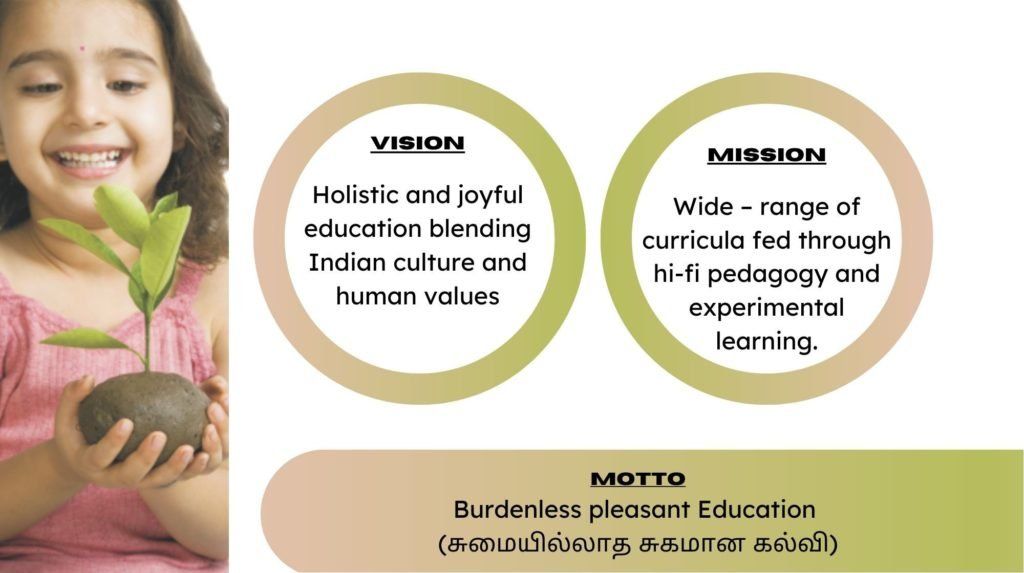 VISION
Holistic and joyful
education blending
Indian culture and
human values
MISSION
Wide – range of
curricula fed through
hi-fi pedagogy and
experimental
learning.
MOTTO
Burdenless pleasant Education
(சுமையில்லாத சுகமான கல்வி)